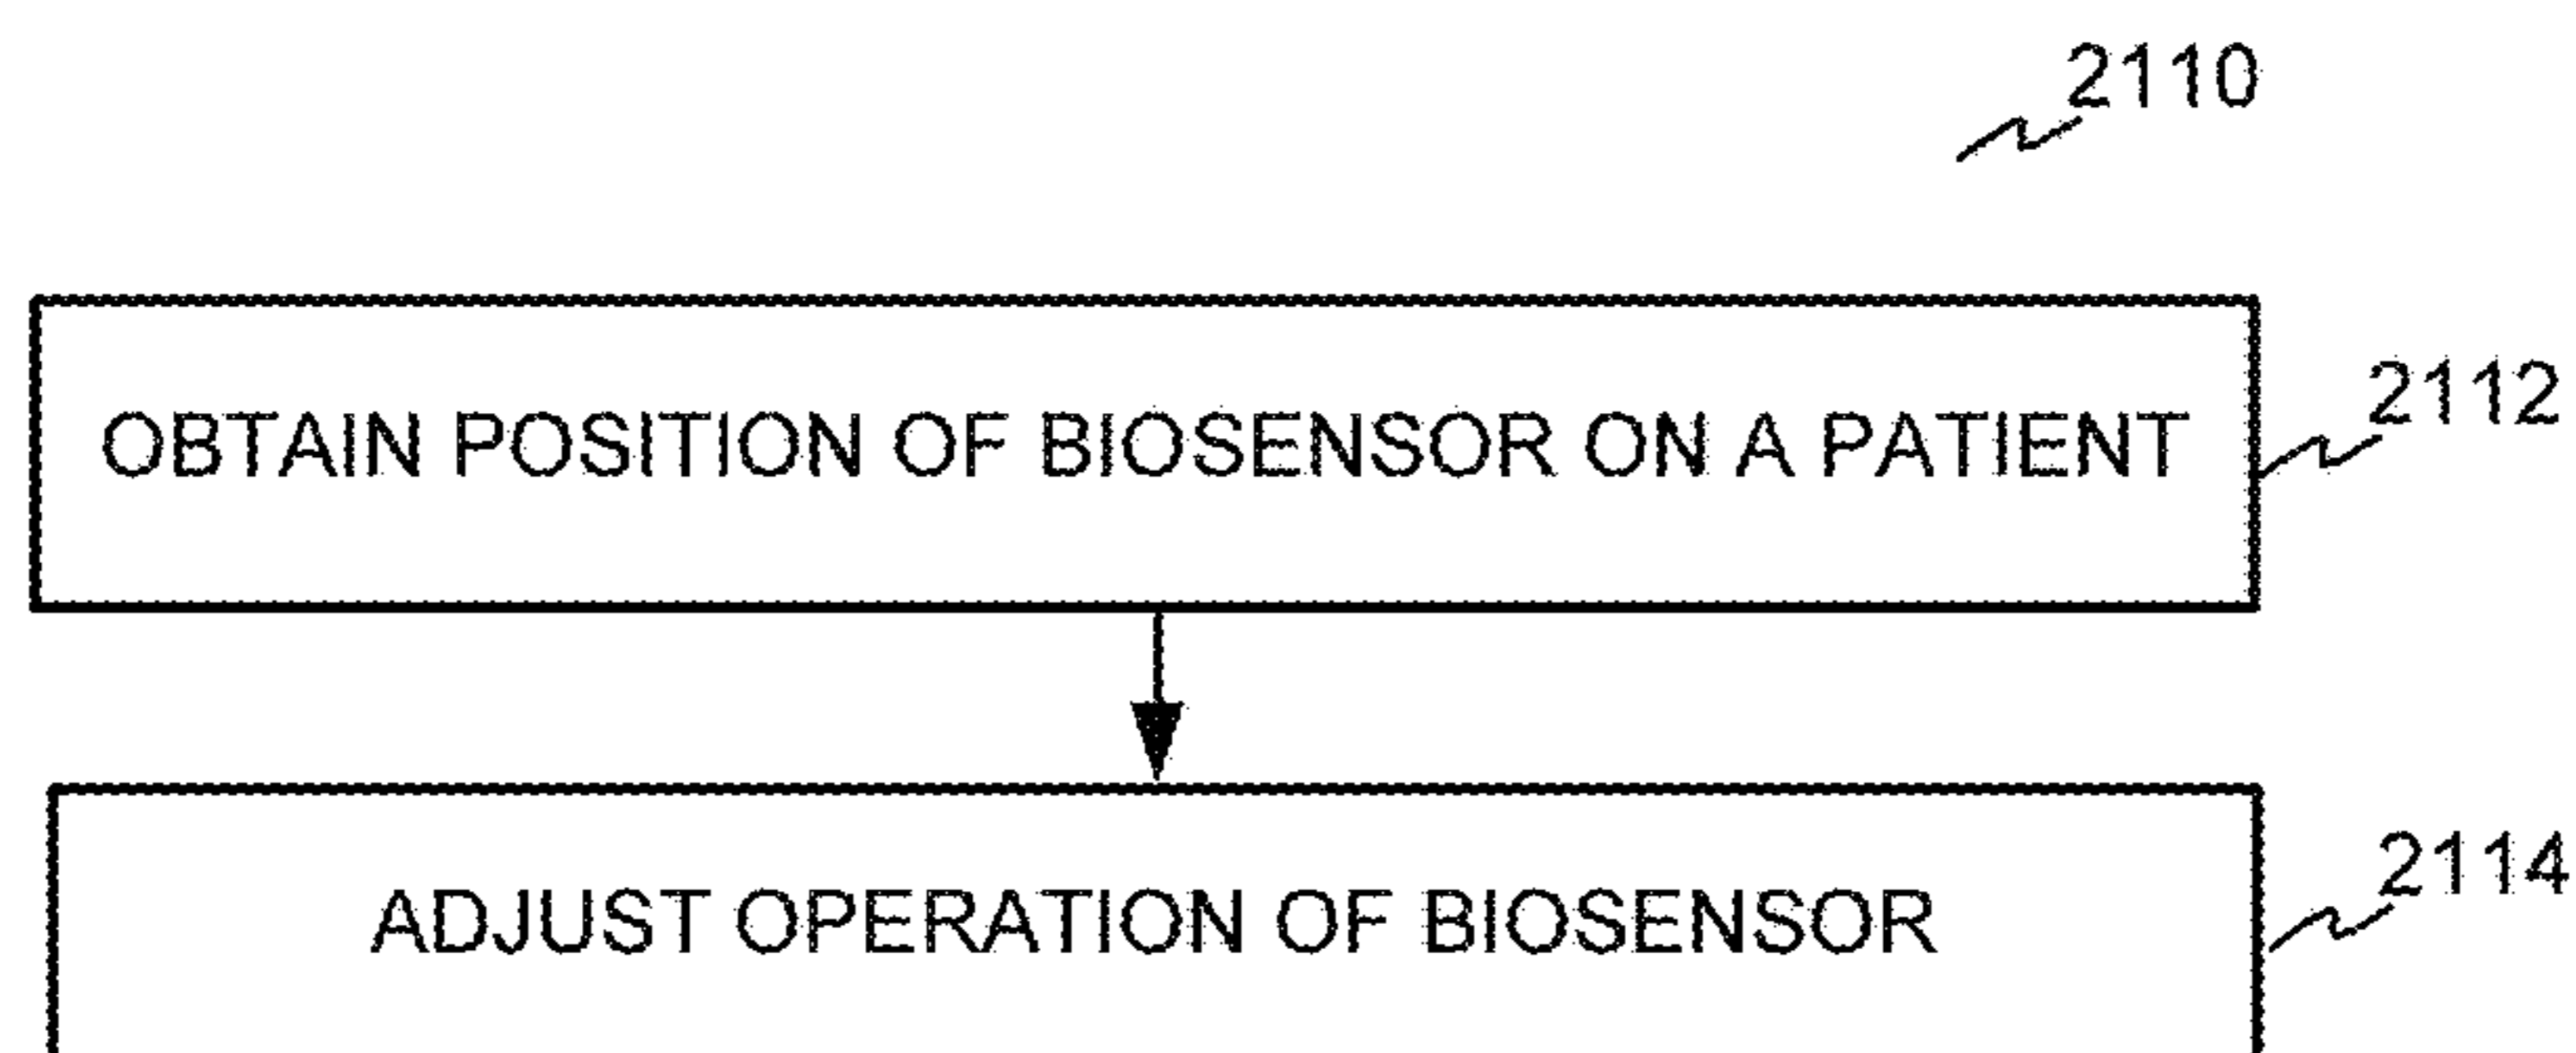 2110
OBTAIN POSITION OF BIOSENSOR ON A PATIENT
2112
ADJUST OPERATION OF BIOSENSOR
2114